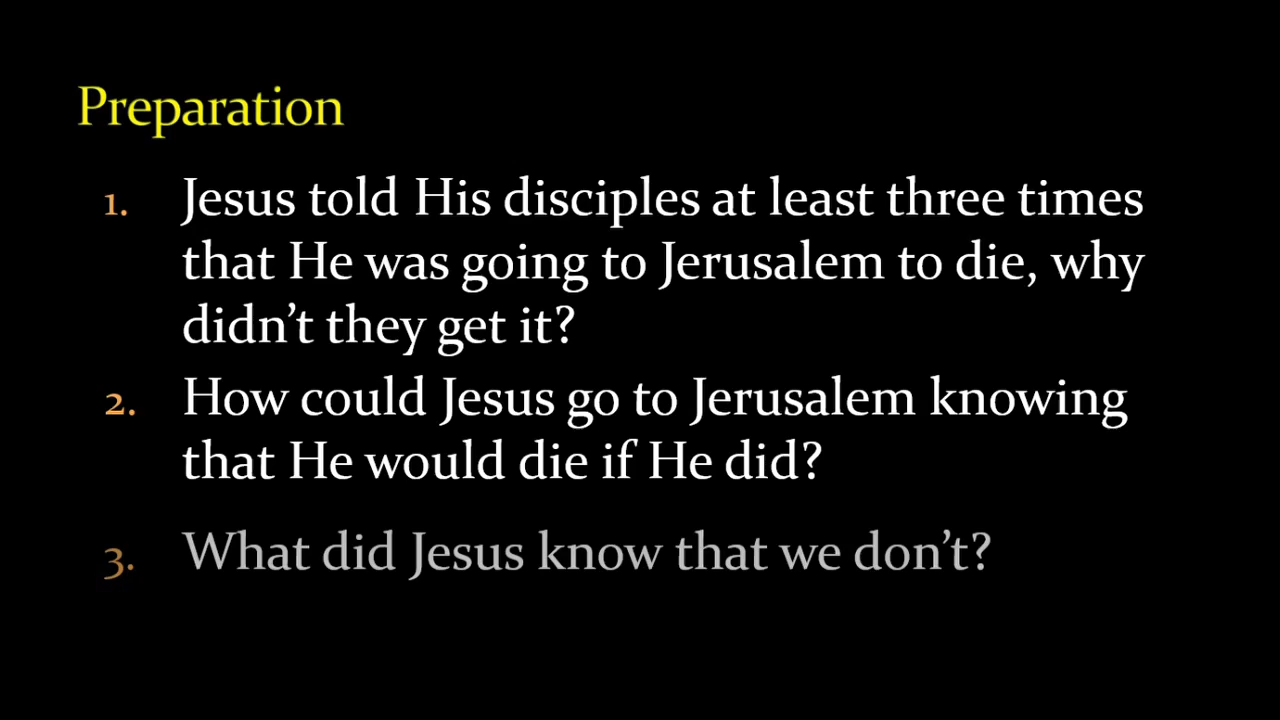 Preparation
1. Jesus told His disciples at least three times
that He was going to Jerusalem to die, why
didn’t they get it?
2. How could Jesus go to Jerusalem knowing
that He would die if He did?
3. What did Jesus know that we don’t?